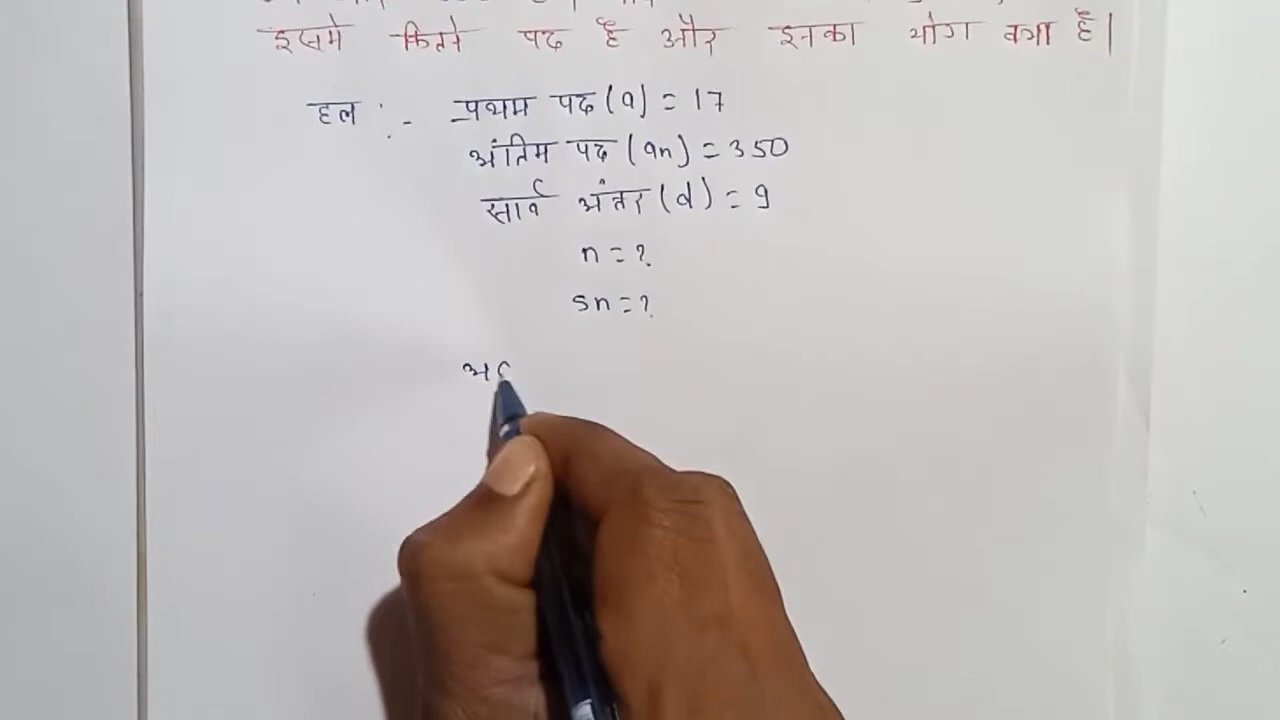 इसमे कितने पद है और इनका योग क्या है।
हल :- प्रथम पद (a) = 17
अंतिम पद (an) = 350
सार्व अंतर (d) = 9
n = ?
sn = ?